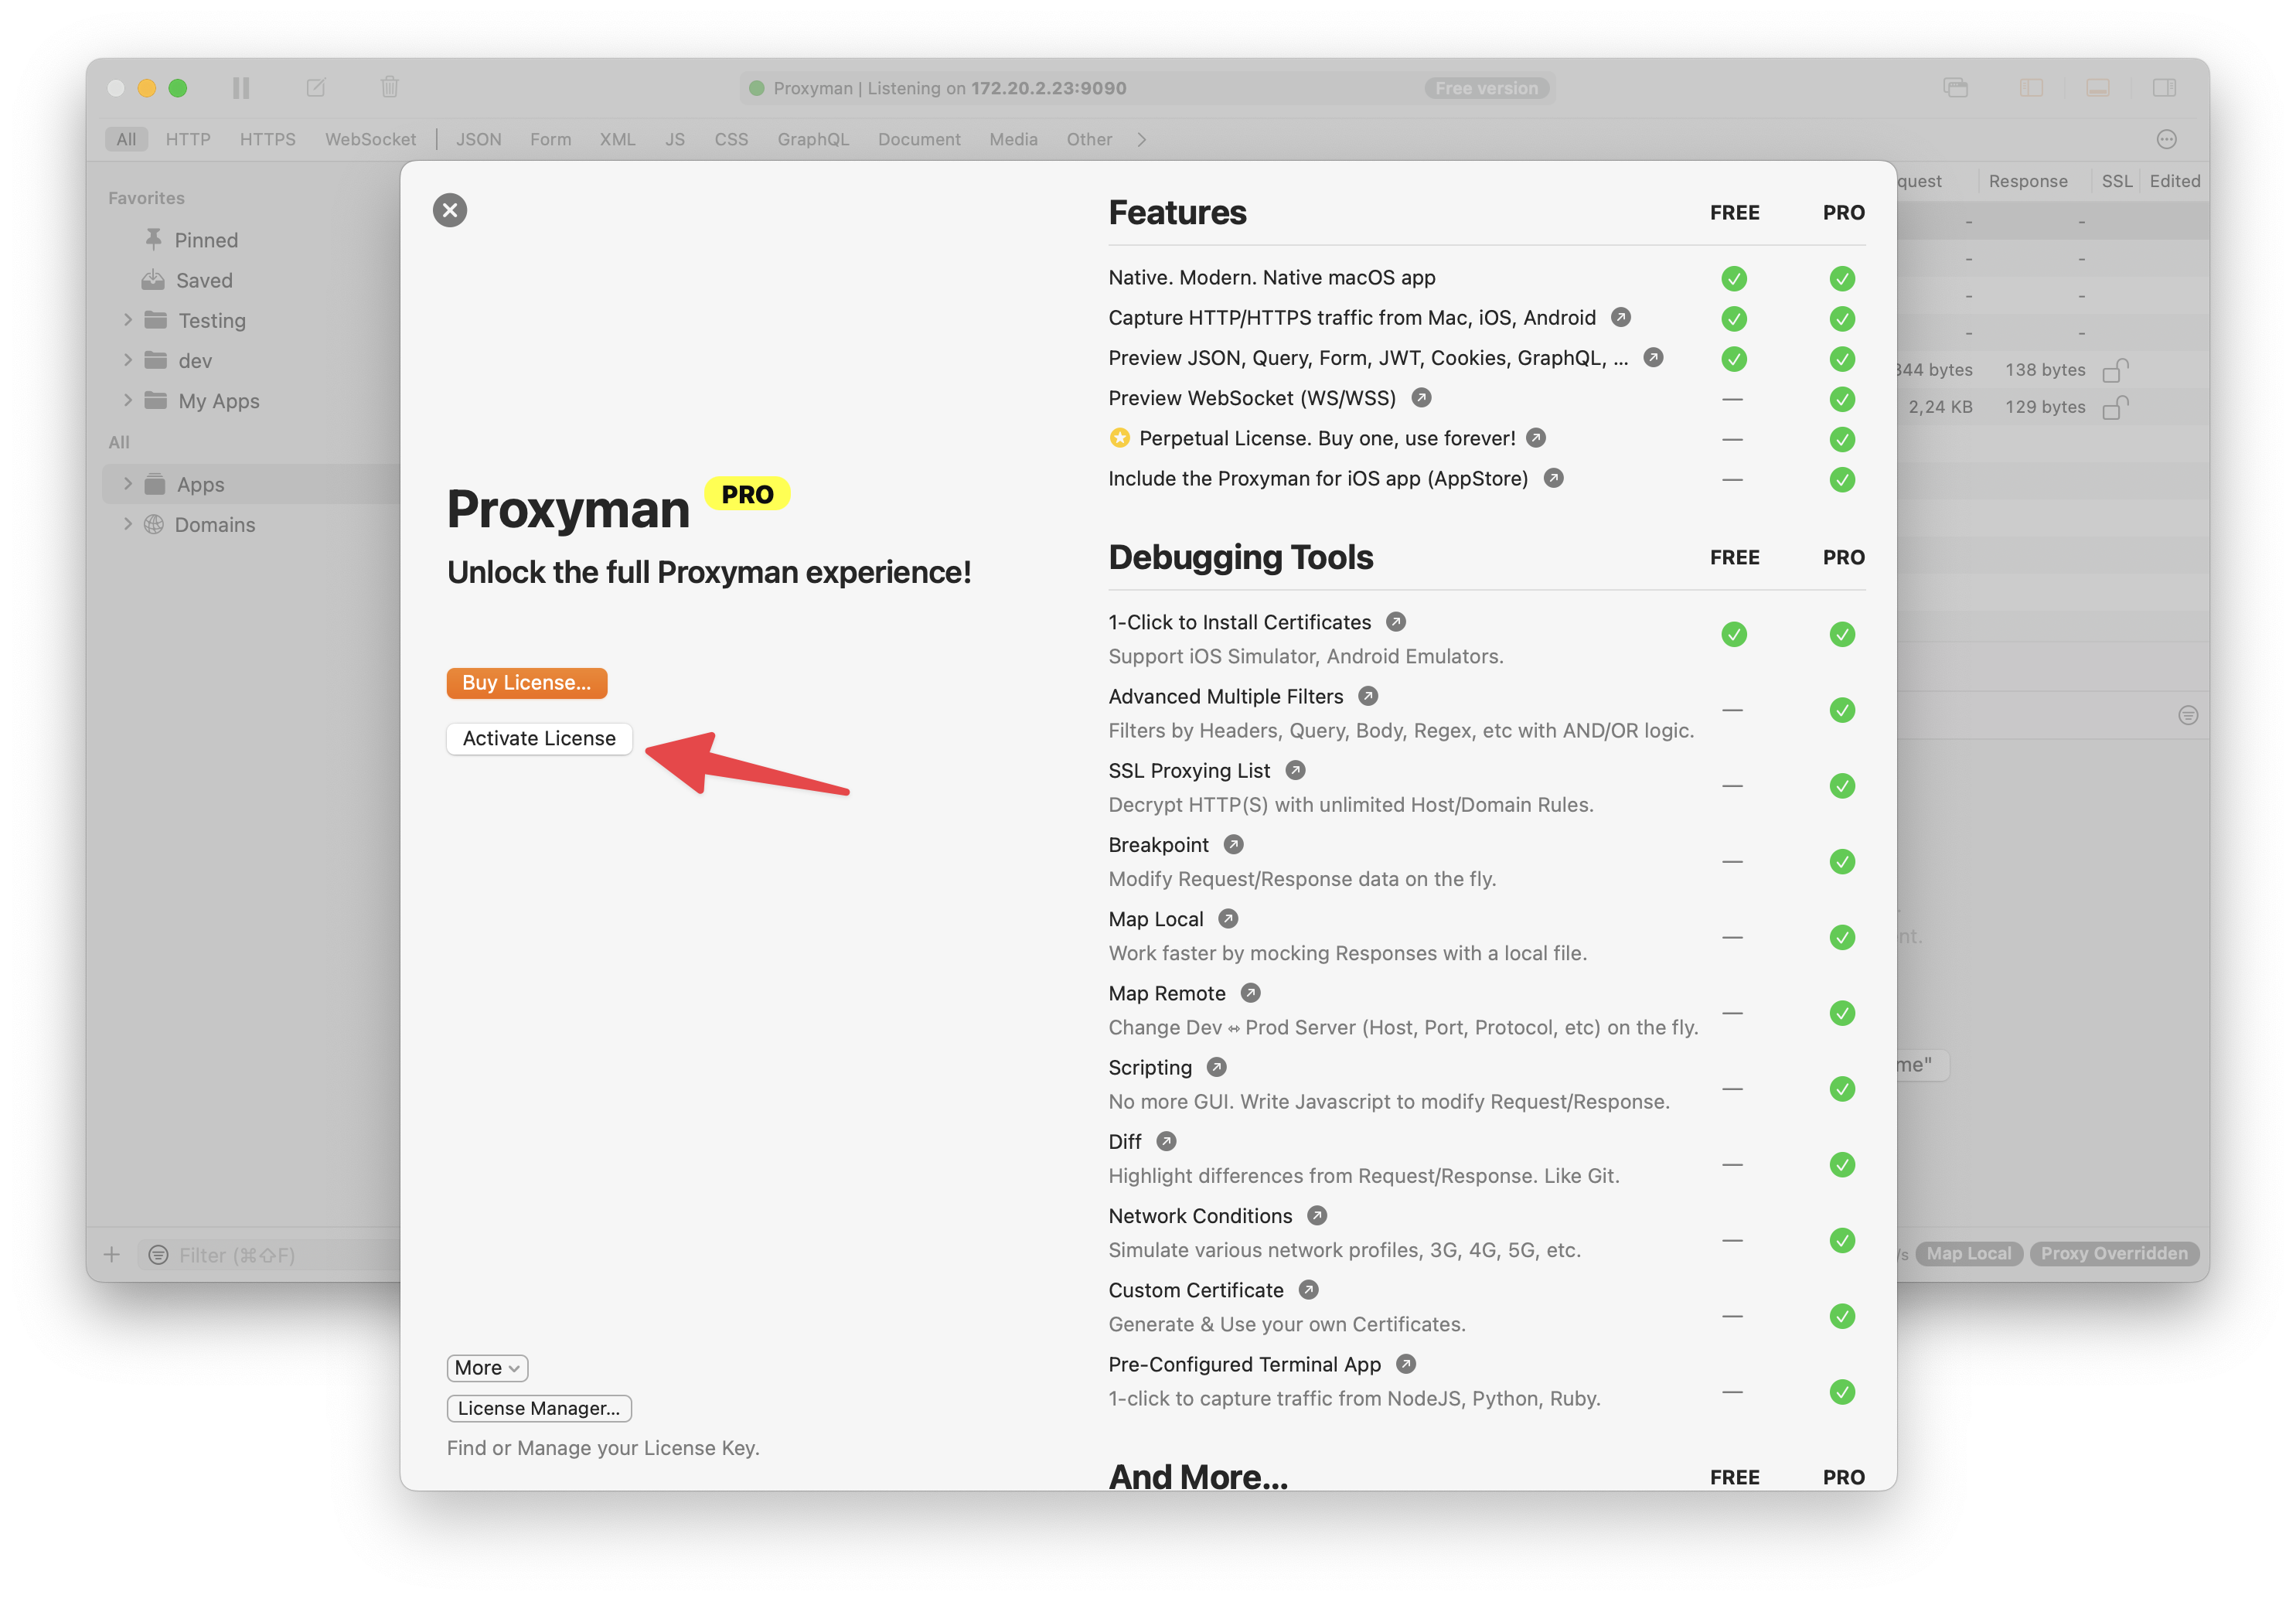 Proxyman | Listening on 172.20.2.23:9090
Free version
All HTTP HTTPS WebSocket JSON Form XML JS CSS GraphQL Document Media Other
Favorites
Pinned
Saved
Testing
dev
My Apps
All
Apps
Domains
Filter (⌘⇧F)
Proxyman PRO
Unlock the full Proxyman experience!
Buy License...
Activate License
More
License Manager...
Find or Manage your License Key.
Features FREE PRO
Native. Modern. Native macOS app
Capture HTTP/HTTPS traffic from Mac, iOS, Android
Preview JSON, Query, Form, JWT, Cookies, GraphQL, ...
Preview WebSocket (WS/WSS)
Perpetual License. Buy one, use forever!
Include the Proxyman for iOS app (AppStore)
Debugging Tools FREE PRO
1-Click to Install Certificates
Support iOS Simulator, Android Emulators.
Advanced Multiple Filters
Filters by Headers, Query, Body, Regex, etc with AND/OR logic.
SSL Proxying List
Decrypt HTTP(S) with unlimited Host/Domain Rules.
Breakpoint
Modify Request/Response data on the fly.
Map Local
Work faster by mocking Responses with a local file.
Map Remote
Change Dev ⇔ Prod Server (Host, Port, Protocol, etc) on the fly.
Scripting
No more GUI. Write Javascript to modify Request/Response.
Diff
Highlight differences from Request/Response. Like Git.
Network Conditions
Simulate various network profiles, 3G, 4G, 5G, etc.
Custom Certificate
Generate & Use your own Certificates.
Pre-Configured Terminal App
1-click to capture traffic from NodeJS, Python, Ruby.
And More... FREE PRO
quest Response SSL Edited
- -
- -
- -
- -
344 bytes 138 bytes
2,24 KB 129 bytes
nt.
me"
/s Map Local Proxy Overridden